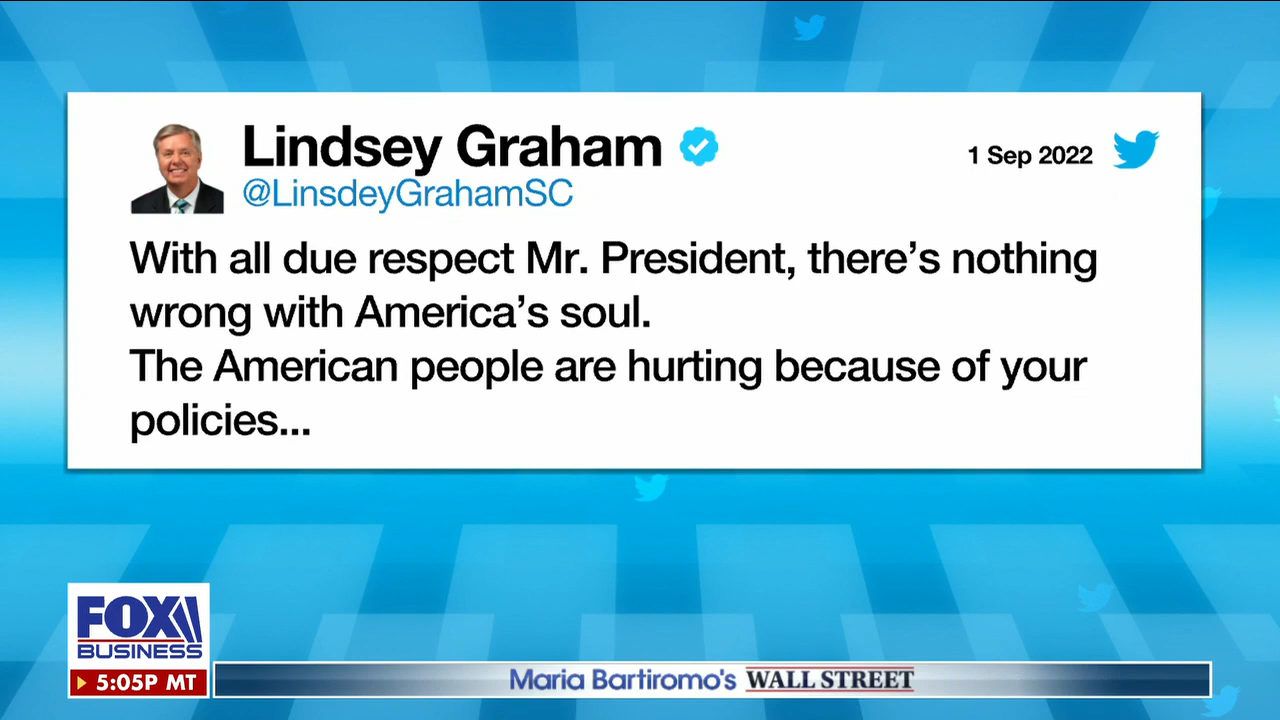 Lindsey Graham
1 Sep 2022
@LinsdeyGrahamSC
With all due respect Mr. President, there’s nothing
wrong with America’s soul.
The American people are hurting because of your
policies...
FOX
BUSINESS
5:05P MT
Maria Bartiromo's WALL STREET